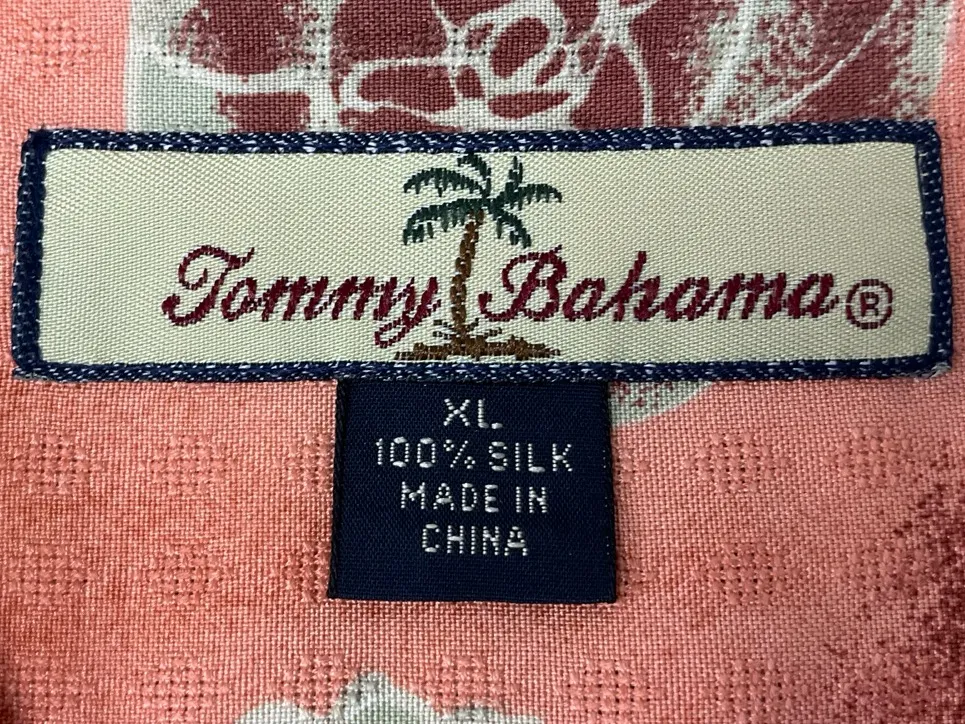 Tommy Bahama®
XL
100% SILK
MADE IN
CHINA